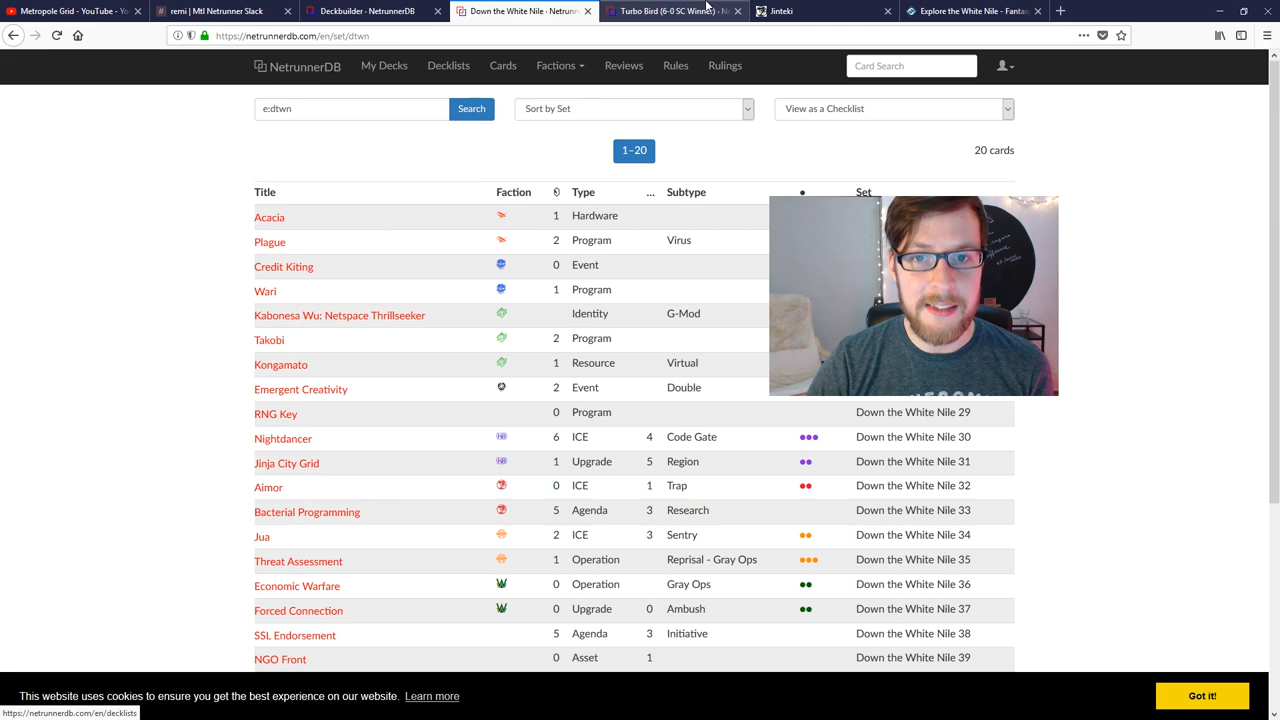 Metropole Grid - YouTube - Yo
remi | Mtl Netrunner Slack
Deckbuilder · NetrunnerDB
Down the White Nile · Netrunn
Turbo Bird (6-0 SC Winner) · N
Jinteki
Explore the White Nile - Fantas
https://netrunnerdb.com/en/set/dtwn
NetrunnerDB My Decks Decklists Cards Factions Reviews Rules Rulings Card Search
e:dtwn Search Sort by Set View as a Checklist
1–20 20 cards
Title Faction Type ... Subtype Set
Acacia 1 Hardware
Plague 2 Program Virus
Credit Kiting 0 Event
Wari 1 Program
Kabonesa Wu: Netspace Thrillseeker Identity G-Mod
Takobi 2 Program
Kongamato 1 Resource Virtual
Emergent Creativity 2 Event Double
RNG Key 0 Program Down the White Nile 29
Nightdancer 6 ICE 4 Code Gate Down the White Nile 30
Jinja City Grid 1 Upgrade 5 Region Down the White Nile 31
Aimor 0 ICE 1 Trap Down the White Nile 32
Bacterial Programming 5 Agenda 3 Research Down the White Nile 33
Jua 2 ICE 3 Sentry Down the White Nile 34
Threat Assessment 1 Operation Reprisal - Gray Ops Down the White Nile 35
Economic Warfare 0 Operation Gray Ops Down the White Nile 36
Forced Connection 0 Upgrade 0 Ambush Down the White Nile 37
SSL Endorsement 5 Agenda 3 Initiative Down the White Nile 38
NGO Front 0 Asset 1 Down the White Nile 39
This website uses cookies to ensure you get the best experience on our website. Learn more Got it!
https://netrunnerdb.com/en/decklists